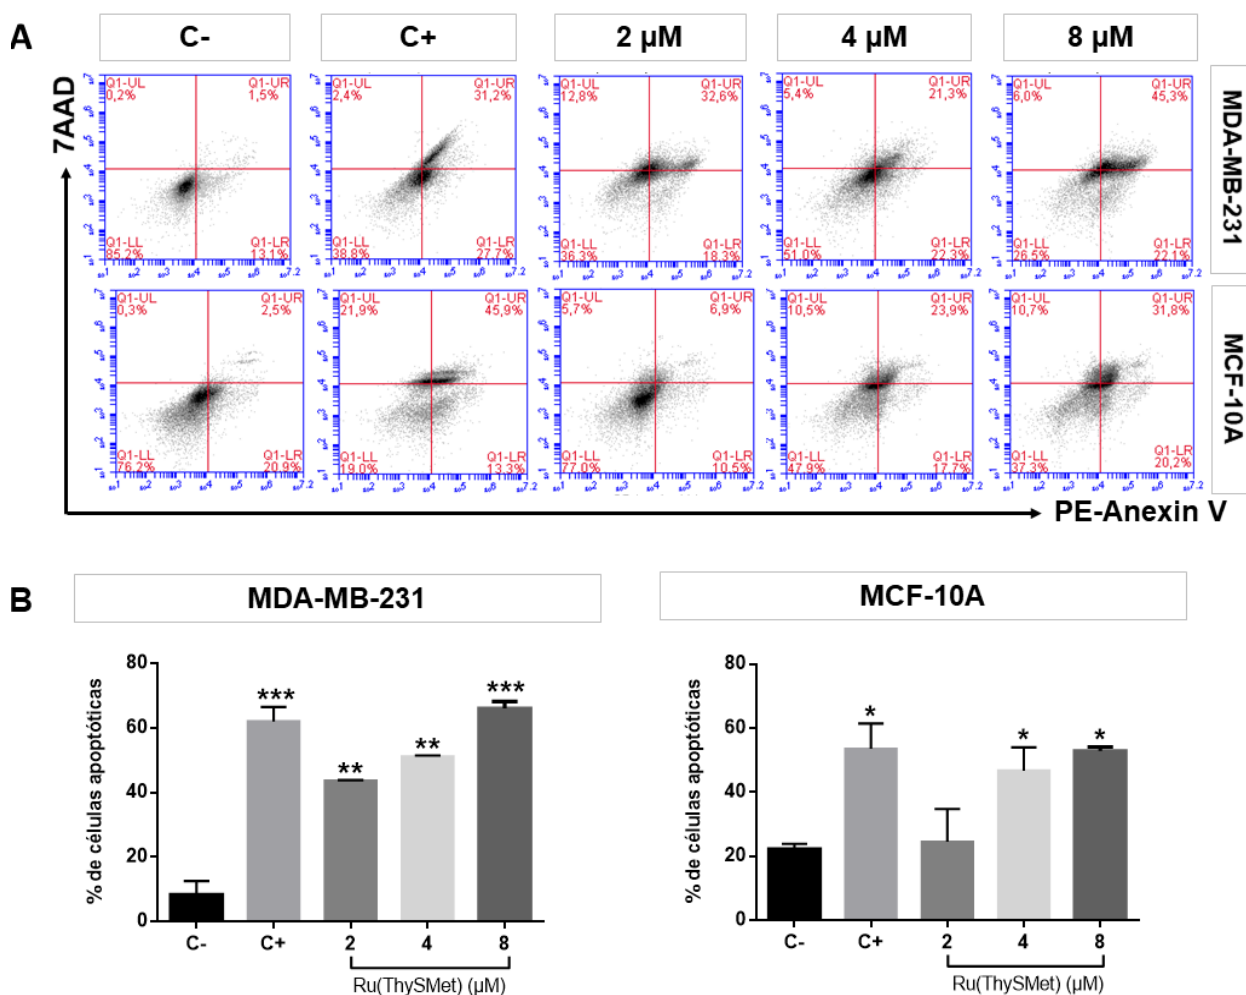 A
C-
C+
2 µM
4 µM
8 µM
7AAD
Q1-UL
0,2%
Q1-UR
1,5%
Q1-LL
85,2%
Q1-LR
13,1%
Q1-UL
2,4%
Q1-UR
31,2%
Q1-LL
38,8%
Q1-LR
27,7%
Q1-UL
12,8%
Q1-UR
32,6%
Q1-LL
36,3%
Q1-LR
18,3%
Q1-UL
5,4%
Q1-UR
21,3%
Q1-LL
51,0%
Q1-LR
22,3%
Q1-UL
6,0%
Q1-UR
45,3%
Q1-LL
26,5%
Q1-LR
22,1%
MDA-MB-231
Q1-UL
0,3%
Q1-UR
2,5%
Q1-LL
76,2%
Q1-LR
20,9%
Q1-UL
21,9%
Q1-UR
45,9%
Q1-LL
19,0%
Q1-LR
13,3%
Q1-UL
5,7%
Q1-UR
6,9%
Q1-LL
77,0%
Q1-LR
10,5%
Q1-UL
10,5%
Q1-UR
23,9%
Q1-LL
47,9%
Q1-LR
17,7%
Q1-UL
10,7%
Q1-UR
31,8%
Q1-LL
37,3%
Q1-LR
20,2%
MCF-10A
PE-Anexin V
B
MDA-MB-231
% de células apoptóticas
80
60
40
20
0
***
**
**
***
C-
C+
2
4
8
Ru(ThySMet) (µM)
MCF-10A
% de células apoptóticas
80
60
40
20
0
*
*
*
C-
C+
2
4
8
Ru(ThySMet) (µM)